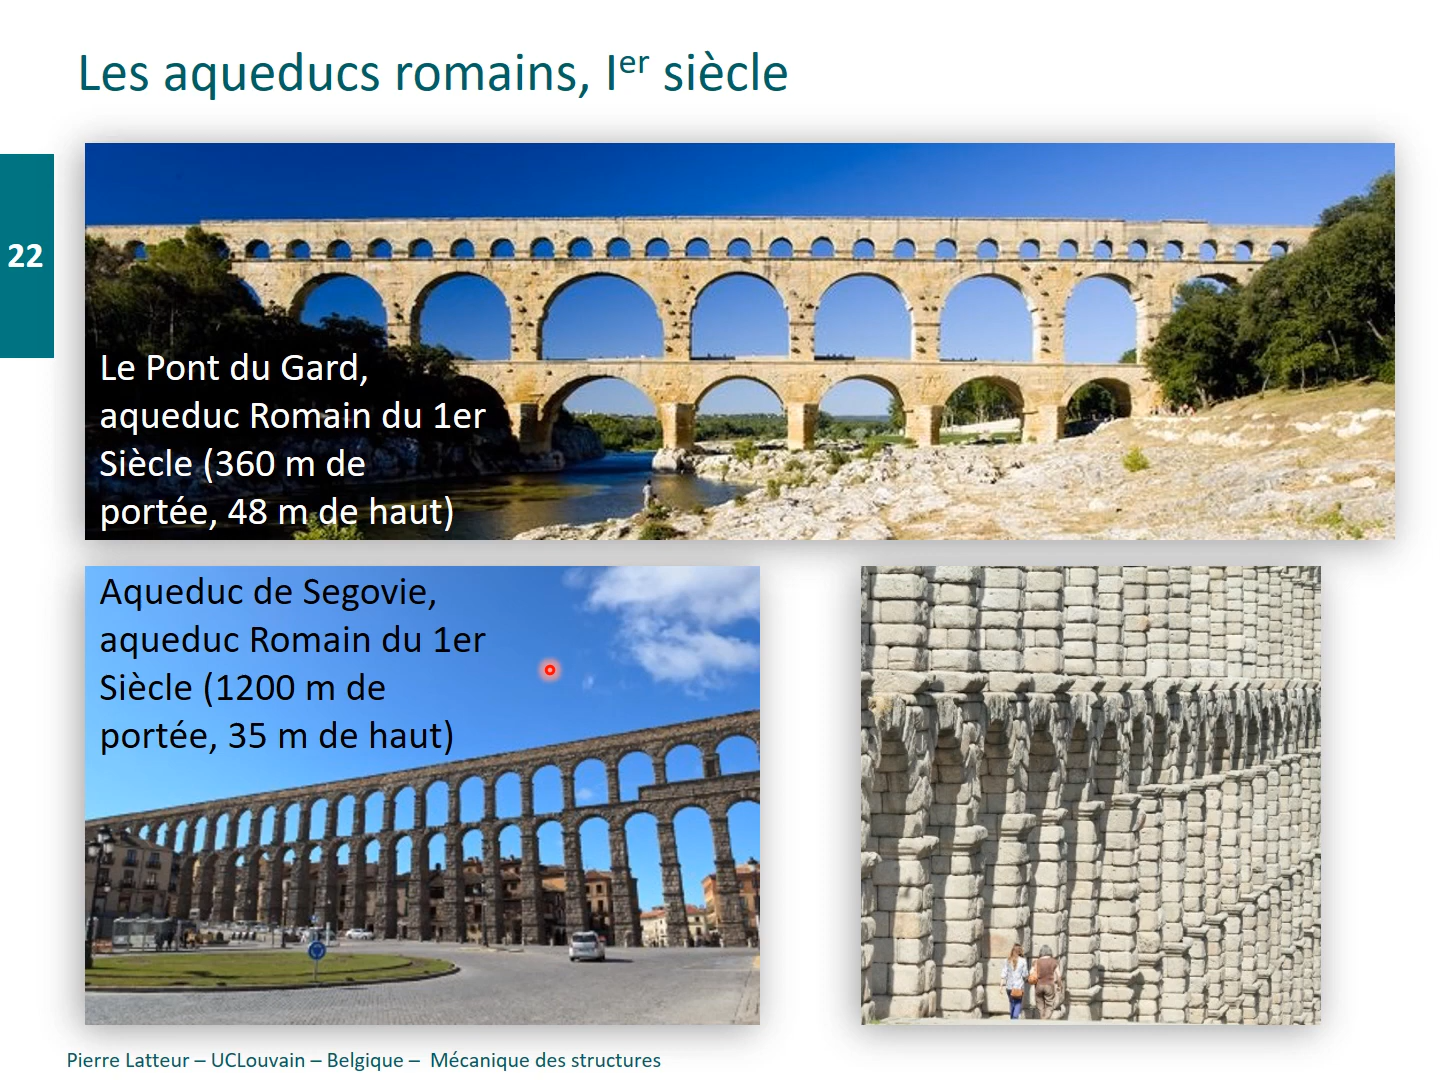 Les aqueducs romains, Ier siècle
22
Le Pont du Gard,
aqueduc Romain du 1er
Siècle (360 m de
portée, 48 m de haut)
Aqueduc de Segovie,
aqueduc Romain du 1er
Siècle (1200 m de
portée, 35 m de haut)
Pierre Latteur – UCLouvain – Belgique – Mécanique des structures